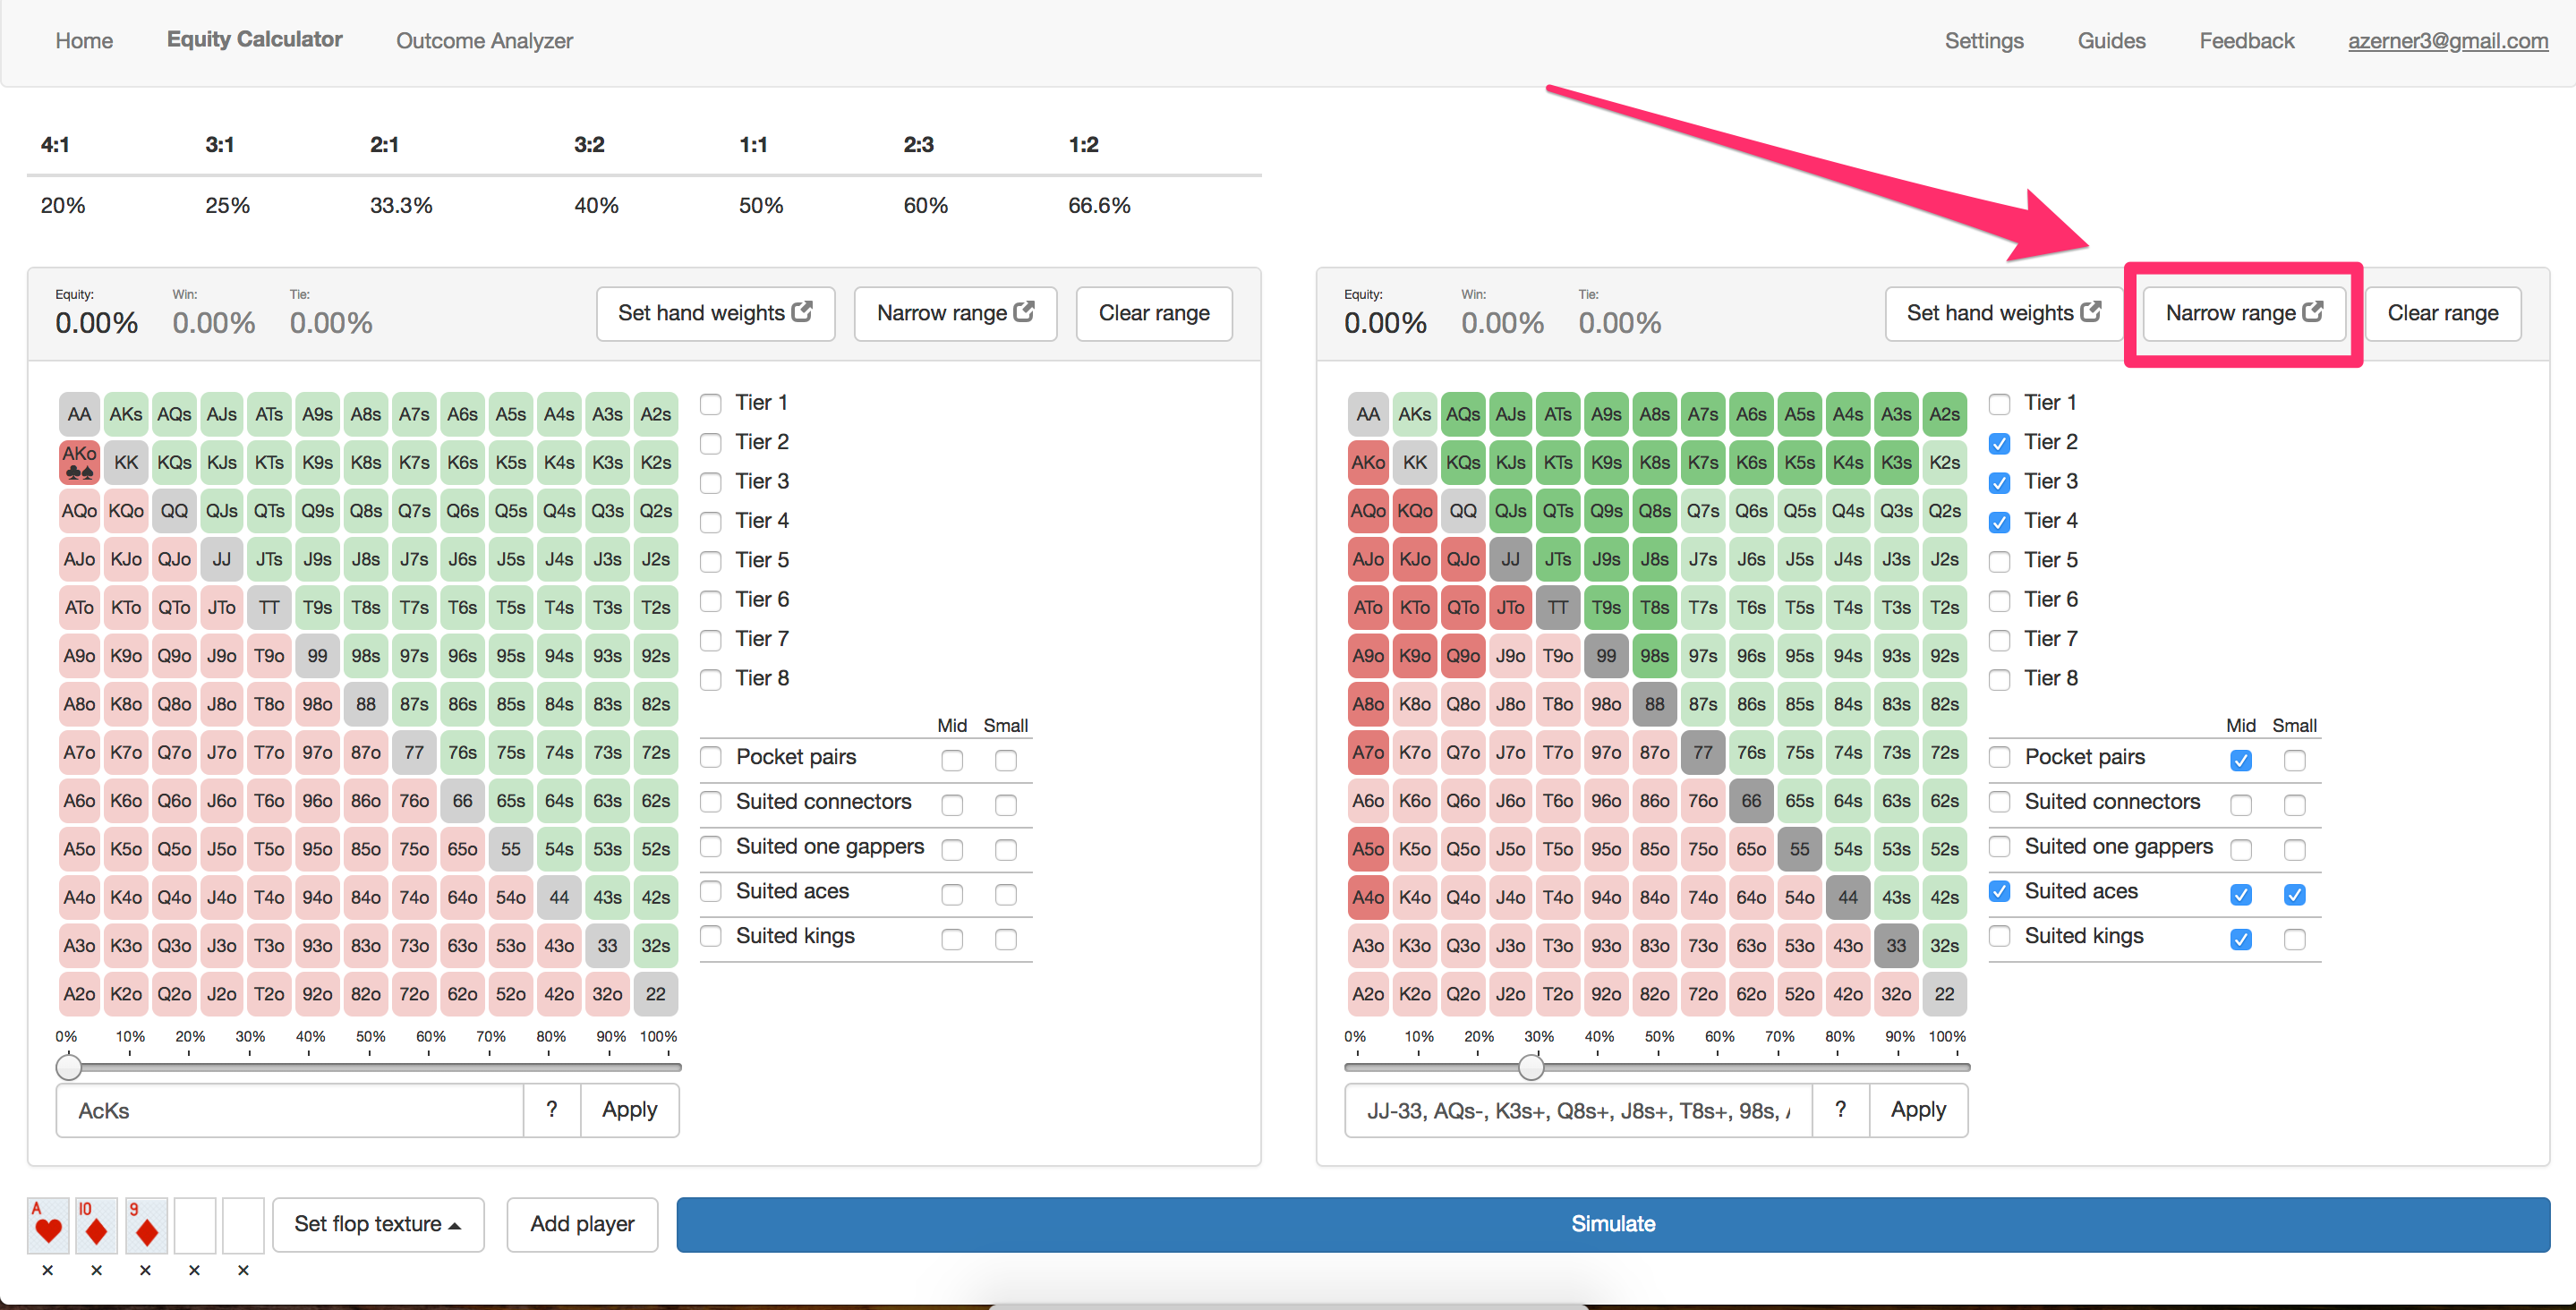 Home Equity Calculator Outcome Analyzer Settings Guides Feedback azerner3@gmail.com
4:1 3:1 2:1 3:2 1:1 2:3 1:2
20% 25% 33.3% 40% 50% 60% 66.6%
Equity: Win: Tie:
0.00% 0.00% 0.00%
Set hand weights Narrow range Clear range
AA AKs AQs AJs ATs A9s A8s A7s A6s A5s A4s A3s A2s
AKo KK KQs KJs KTs K9s K8s K7s K6s K5s K4s K3s K2s
AQo KQo QQ QJs QTs Q9s Q8s Q7s Q6s Q5s Q4s Q3s Q2s
AJo KJo QJo JJ JTs J9s J8s J7s J6s J5s J4s J3s J2s
ATo KTo QTo JTo TT T9s T8s T7s T6s T5s T4s T3s T2s
A9o K9o Q9o J9o T9o 99 98s 97s 96s 95s 94s 93s 92s
A8o K8o Q8o J8o T8o 98o 88 87s 86s 85s 84s 83s 82s
A7o K7o Q7o J7o T7o 97o 87o 77 76s 75s 74s 73s 72s
A6o K6o Q6o J6o T6o 96o 86o 76o 66 65s 64s 63s 62s
A5o K5o Q5o J5o T5o 95o 85o 75o 65o 55 54s 53s 52s
A4o K4o Q4o J4o T4o 94o 84o 74o 64o 54o 44 43s 42s
A3o K3o Q3o J3o T3o 93o 83o 73o 63o 53o 43o 33 32s
A2o K2o Q2o J2o T2o 92o 82o 72o 62o 52o 42o 32o 22
0% 10% 20% 30% 40% 50% 60% 70% 80% 90% 100%
AcKs ? Apply
Tier 1
Tier 2
Tier 3
Tier 4
Tier 5
Tier 6
Tier 7
Tier 8
Mid Small
Pocket pairs
Suited connectors
Suited one gappers
Suited aces
Suited kings
Equity: Win: Tie:
0.00% 0.00% 0.00%
Set hand weights Narrow range Clear range
AA AKs AQs AJs ATs A9s A8s A7s A6s A5s A4s A3s A2s
AKo KK KQs KJs KTs K9s K8s K7s K6s K5s K4s K3s K2s
AQo KQo QQ QJs QTs Q9s Q8s Q7s Q6s Q5s Q4s Q3s Q2s
AJo KJo QJo JJ JTs J9s J8s J7s J6s J5s J4s J3s J2s
ATo KTo QTo JTo TT T9s T8s T7s T6s T5s T4s T3s T2s
A9o K9o Q9o J9o T9o 99 98s 97s 96s 95s 94s 93s 92s
A8o K8o Q8o J8o T8o 98o 88 87s 86s 85s 84s 83s 82s
A7o K7o Q7o J7o T7o 97o 87o 77 76s 75s 74s 73s 72s
A6o K6o Q6o J6o T6o 96o 86o 76o 66 65s 64s 63s 62s
A5o K5o Q5o J5o T5o 95o 85o 75o 65o 55 54s 53s 52s
A4o K4o Q4o J4o T4o 94o 84o 74o 64o 54o 44 43s 42s
A3o K3o Q3o J3o T3o 93o 83o 73o 63o 53o 43o 33 32s
A2o K2o Q2o J2o T2o 92o 82o 72o 62o 52o 42o 32o 22
0% 10% 20% 30% 40% 50% 60% 70% 80% 90% 100%
JJ-33, AQs-, K3s+, Q8s+, J8s+, T8s+, 98s, ? Apply
Tier 1
Tier 2
Tier 3
Tier 4
Tier 5
Tier 6
Tier 7
Tier 8
Mid Small
Pocket pairs
Suited connectors
Suited one gappers
Suited aces
Suited kings
A 10 9 Set flop texture Add player Simulate
× × × × ×